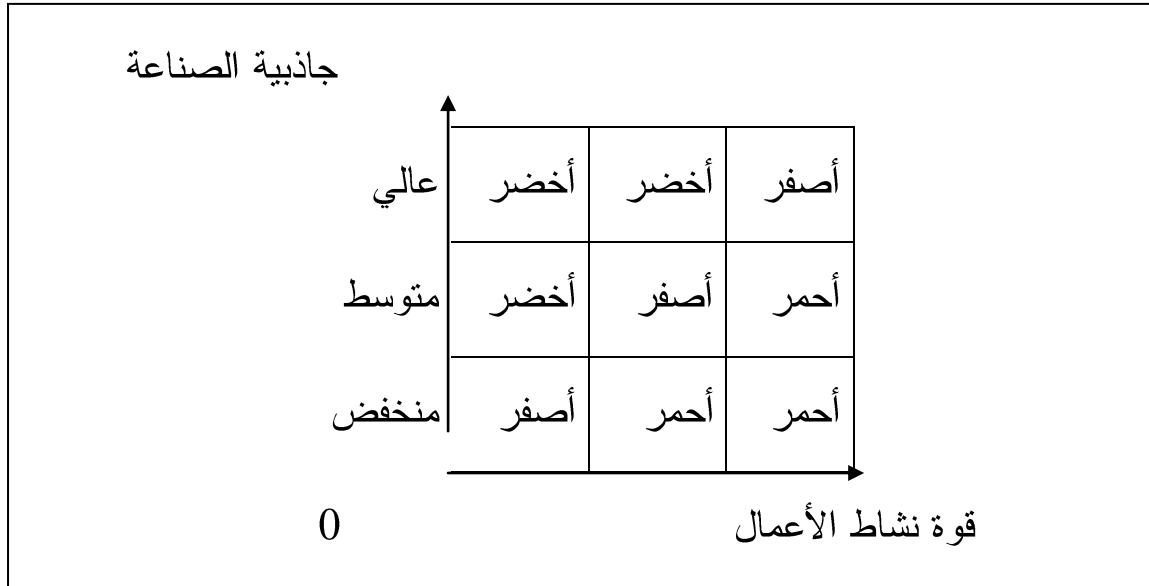 جاذبية الصناعة
عالي أخضر أخضر أصفر
متوسط أخضر أصفر أحمر
منخفض أصفر أحمر أحمر
0 قوة نشاط الأعمال